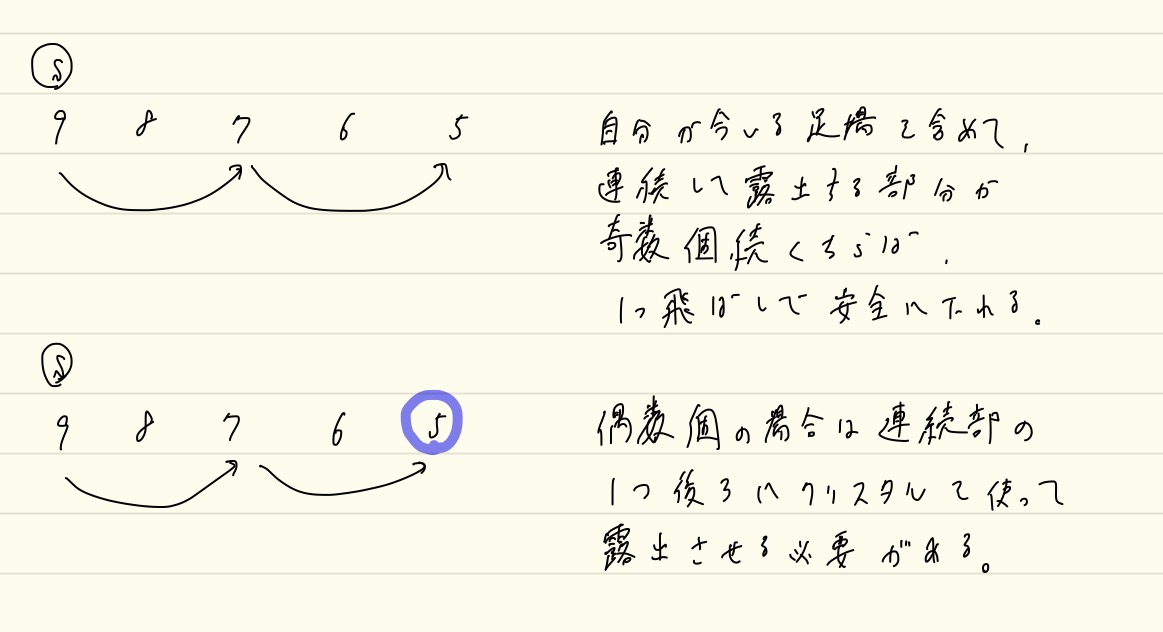 S
9 8 7 6 5
自分が今いる足場を含めて,
連続して露出する部分が
奇数個続くならば,
1つ飛ばしで安全に下れる。
S
9 8 7 6 5
偶数個の場合は連続部の
1つ後ろにクリスタルを使って
露出させる必要がある。